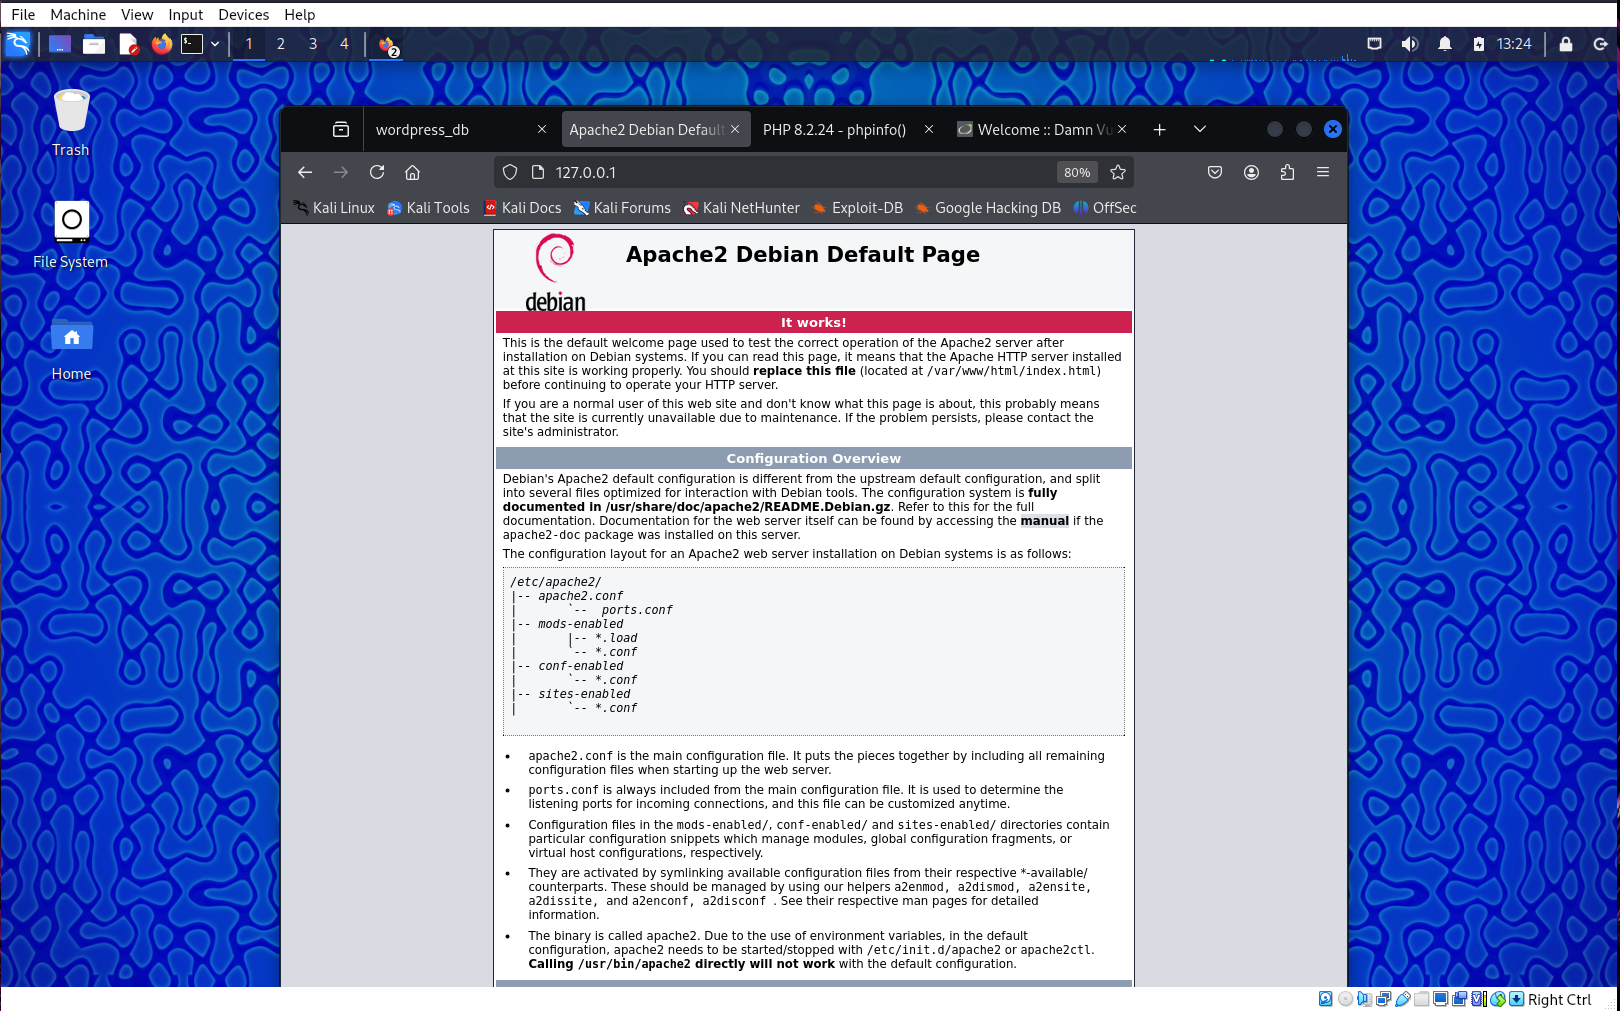 File Machine View Input Devices Help
1 2 3 4 2 13:24
Trash
File System
Home
wordpress_db Apache2 Debian Default PHP 8.2.24 - phpinfo() Welcome :: Damn Vu
127.0.0.1 80%
Kali Linux Kali Tools Kali Docs Kali Forums Kali NetHunter Exploit-DB Google Hacking DB OffSec
debian
Apache2 Debian Default Page
It works!
This is the default welcome page used to test the correct operation of the Apache2 server after
installation on Debian systems. If you can read this page, it means that the Apache HTTP server installed
at this site is working properly. You should replace this file (located at /var/www/html/index.html)
before continuing to operate your HTTP server.
If you are a normal user of this web site and don't know what this page is about, this probably means
that the site is currently unavailable due to maintenance. If the problem persists, please contact the
site's administrator.
Configuration Overview
Debian's Apache2 default configuration is different from the upstream default configuration, and split
into several files optimized for interaction with Debian tools. The configuration system is fully
documented in /usr/share/doc/apache2/README.Debian.gz. Refer to this for the full
documentation. Documentation for the web server itself can be found by accessing the manual if the
apache2-doc package was installed on this server.
The configuration layout for an Apache2 web server installation on Debian systems is as follows:
/etc/apache2/
|-- apache2.conf
|       `--  ports.conf
|-- mods-enabled
|       |-- *.load
|       `-- *.conf
|-- conf-enabled
|       `-- *.conf
|-- sites-enabled
|       `-- *.conf
• apache2.conf is the main configuration file. It puts the pieces together by including all remaining
configuration files when starting up the web server.
• ports.conf is always included from the main configuration file. It is used to determine the
listening ports for incoming connections, and this file can be customized anytime.
• Configuration files in the mods-enabled/, conf-enabled/ and sites-enabled/ directories contain
particular configuration snippets which manage modules, global configuration fragments, or
virtual host configurations, respectively.
• They are activated by symlinking available configuration files from their respective *-available/
counterparts. These should be managed by using our helpers a2enmod, a2dismod, a2ensite,
a2dissite, and a2enconf, a2disconf . See their respective man pages for detailed
information.
• The binary is called apache2. Due to the use of environment variables, in the default
configuration, apache2 needs to be started/stopped with /etc/init.d/apache2 or apache2ctl.
Calling /usr/bin/apache2 directly will not work with the default configuration.
Right Ctrl